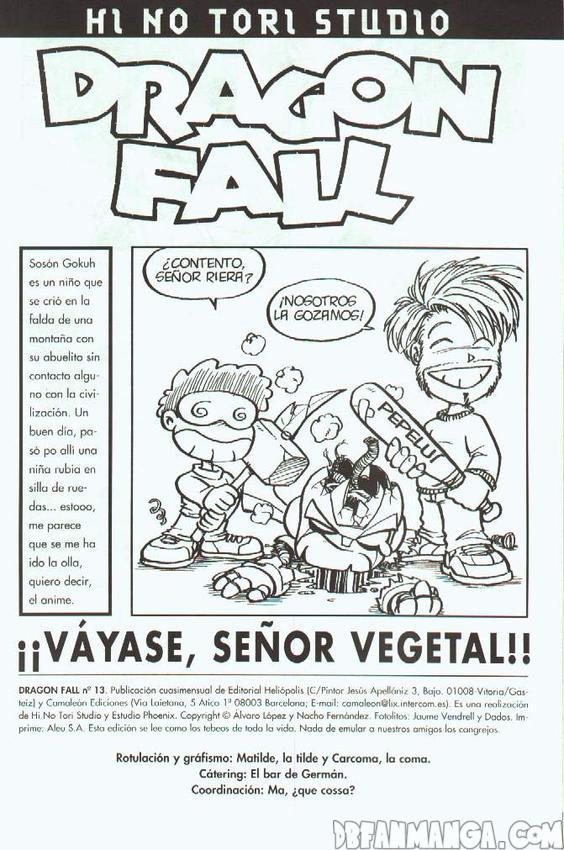 HI NO TORI STUDIO
DRAGON
FALL
Sosón Gokuh
es un niño que
se crió en la
falda de una
montaña con
su abuelito sin
contacto algu-
no con la civi-
lización. Un
buen día, pa-
só po alli una
niña rubia en
silla de rue-
das... estooo,
me parece
que se me ha
ido la olla,
quiero decir,
el anime.
¿CONTENTO,
SEÑOR RIERA?
¡NOSOTROS
LA GOZAMOS!
PEPELUI
¡¡VÁYASE, SEÑOR VEGETAL!!
DRAGON FALL nº 13. Publicación cuasimensual de Editorial Heliópolis (C/Pintor Jesús Apellániz 3, Bajo. 01008-Vitoria/Gas-
teiz) y Camaleón Ediciones (Via Laietana, 5 Atico 1ª 08003 Barcelona; E-mail: camaleon@lix.intercom.es). Es una realización
de Hi No Tori Studio y Estudio Phoenix. Copyright © Álvaro López y Nacho Fernández. Fotolitos: Jaume Vendrell y Dados. Im-
prime: Aleu S.A. Esta edición se lee como los tebeos de toda la vida. Nada de emular a nuestros amigos los cangrejos.
Rotulación y gráfismo: Matilde, la tilde y Carcoma, la coma.
Cátering: El bar de Germán.
Coordinación: Ma, ¿que cossa?
DBFANMANGA.COM